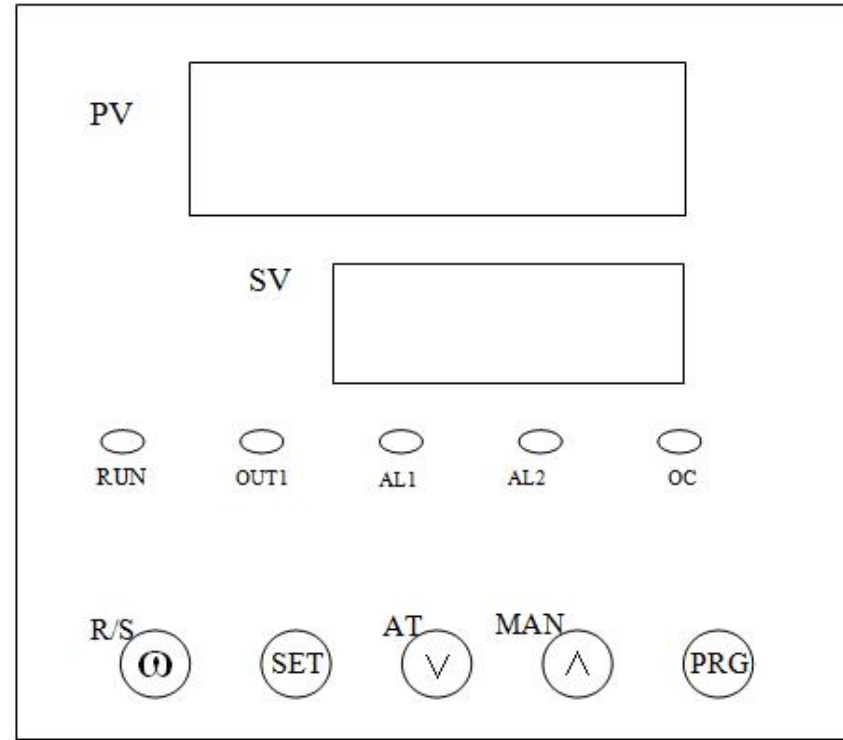 PV
SV
RUN OUT1 AL1 AL2 OC
R/S AT MAN
ω SET ∨ ∧ PRG